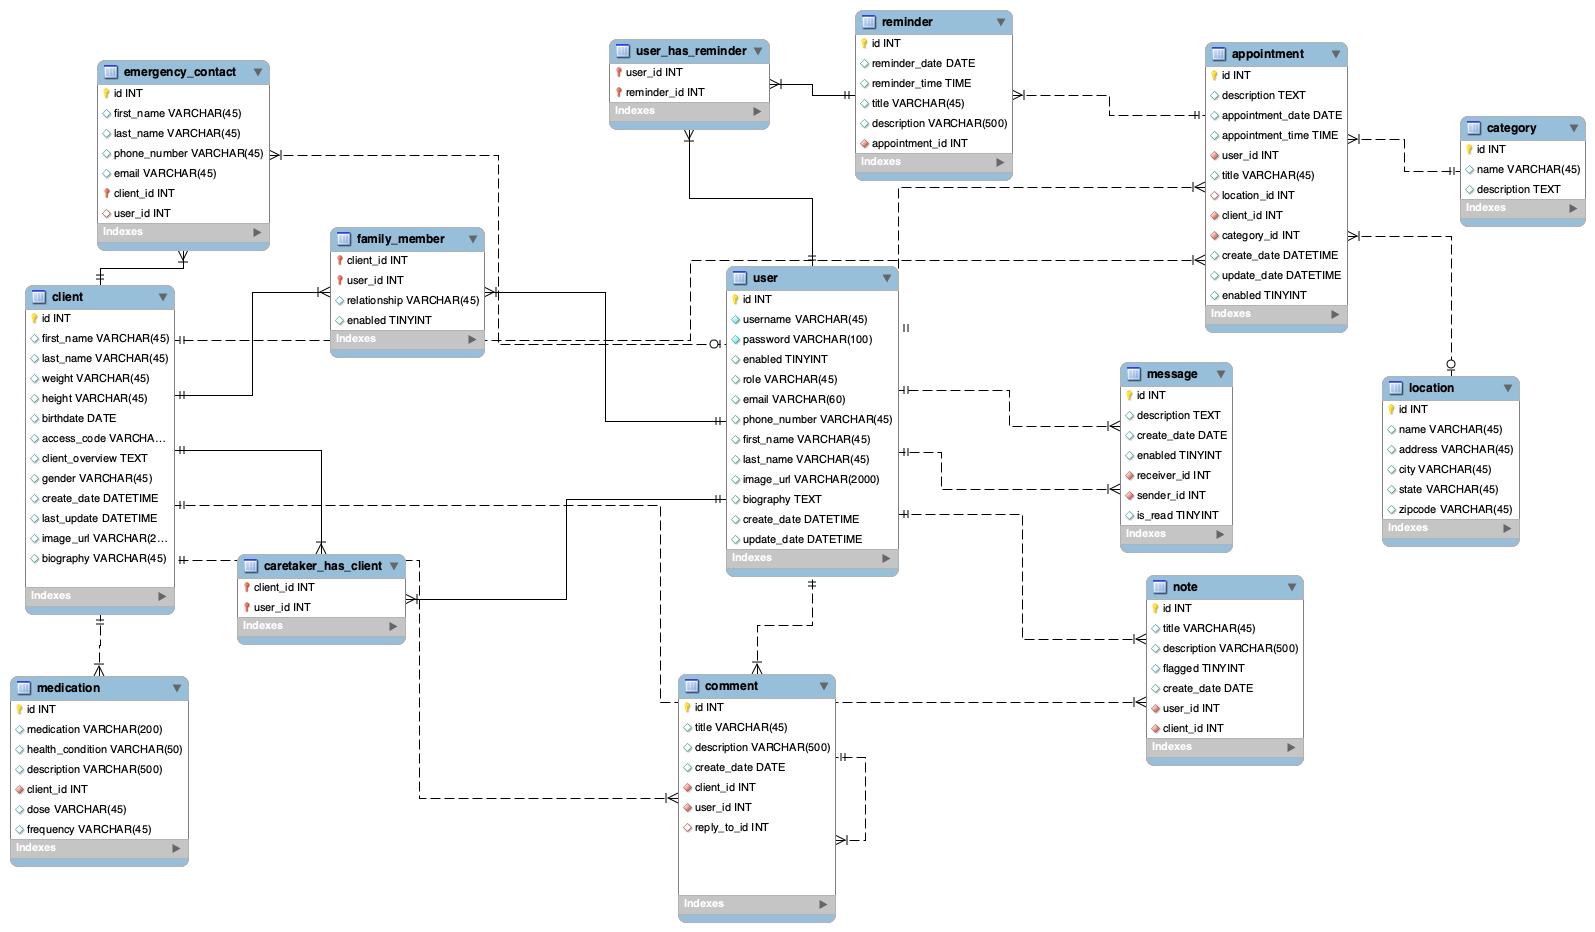 reminder
id INT
reminder_date DATE
reminder_time TIME
title VARCHAR(45)
description VARCHAR(500)
appointment_id INT
Indexes
user_has_reminder
user_id INT
reminder_id INT
Indexes
appointment
id INT
description TEXT
appointment_date DATE
appointment_time TIME
user_id INT
title VARCHAR(45)
location_id INT
client_id INT
category_id INT
create_date DATETIME
update_date DATETIME
enabled TINYINT
Indexes
emergency_contact
id INT
first_name VARCHAR(45)
last_name VARCHAR(45)
phone_number VARCHAR(45)
email VARCHAR(45)
client_id INT
user_id INT
Indexes
category
id INT
name VARCHAR(45)
description TEXT
Indexes
family_member
client_id INT
user_id INT
relationship VARCHAR(45)
enabled TINYINT
Indexes
user
id INT
username VARCHAR(45)
password VARCHAR(100)
enabled TINYINT
role VARCHAR(45)
email VARCHAR(60)
phone_number VARCHAR(45)
first_name VARCHAR(45)
last_name VARCHAR(45)
image_url VARCHAR(2000)
biography TEXT
create_date DATETIME
update_date DATETIME
Indexes
client
id INT
first_name VARCHAR(45)
last_name VARCHAR(45)
weight VARCHAR(45)
height VARCHAR(45)
birthdate DATE
access_code VARCHA...
client_overview TEXT
gender VARCHAR(45)
create_date DATETIME
last_update DATETIME
image_url VARCHAR(2...
biography VARCHAR(45)
Indexes
message
id INT
description TEXT
create_date DATE
enabled TINYINT
receiver_id INT
sender_id INT
is_read TINYINT
Indexes
location
id INT
name VARCHAR(45)
address VARCHAR(45)
city VARCHAR(45)
state VARCHAR(45)
zipcode VARCHAR(45)
Indexes
caretaker_has_client
client_id INT
user_id INT
Indexes
note
id INT
title VARCHAR(45)
description VARCHAR(500)
flagged TINYINT
create_date DATE
user_id INT
client_id INT
Indexes
comment
id INT
title VARCHAR(45)
description VARCHAR(500)
create_date DATE
client_id INT
user_id INT
reply_to_id INT
Indexes
medication
id INT
medication VARCHAR(200)
health_condition VARCHAR(50)
description VARCHAR(500)
client_id INT
dose VARCHAR(45)
frequency VARCHAR(45)
Indexes